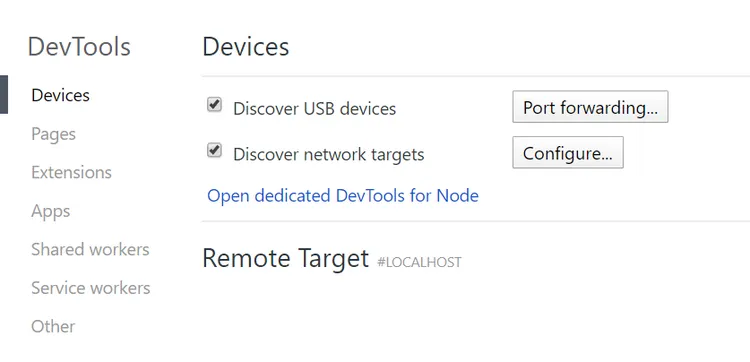 DevTools
Devices
Pages
Extensions
Apps
Shared workers
Service workers
Other
Devices
Discover USB devices
Port forwarding...
Discover network targets
Configure...
Open dedicated DevTools for Node
Remote Target #LOCALHOST